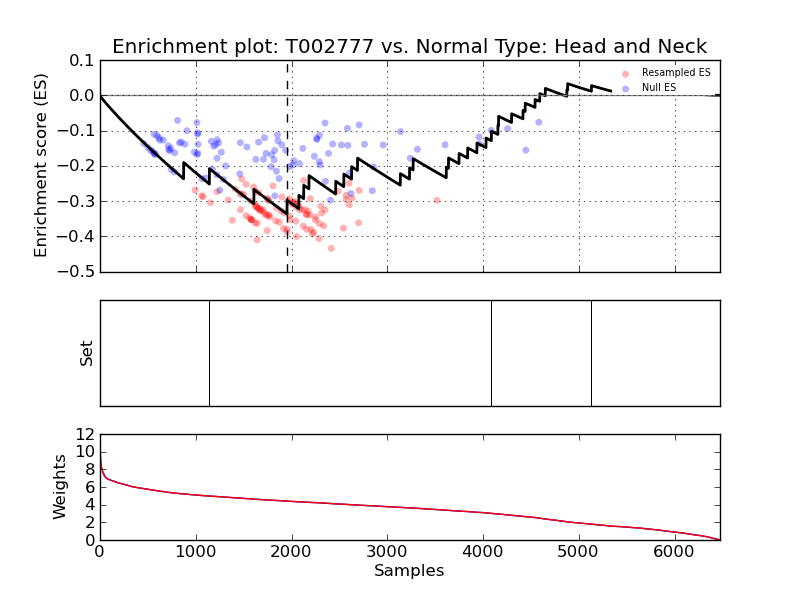 Enrichment plot: T002777 vs. Normal Type: Head and Neck
Enrichment score (ES)
0.1
0.0
−0.1
−0.2
−0.3
−0.4
−0.5
Resampled ES
Null ES
Set
Weights
12
10
8
6
4
2
0
0 1000 2000 3000 4000 5000 6000
Samples